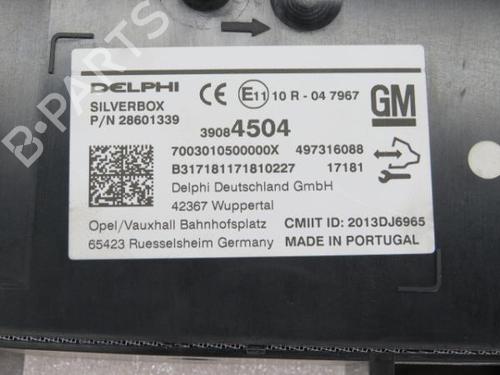 DELPHI
SILVERBOX
P/N 28601339
CE E11 10 R - 04 7967
GM
39084504
7003010500000X 497316088
B317181171810227 17181
Delphi Deutschland GmbH
42367 Wuppertal
Opel/Vauxhall Bahnhofsplatz
65423 Ruesselsheim Germany
CMIIT ID: 2013DJ6965
MADE IN PORTUGAL
B-PARTS